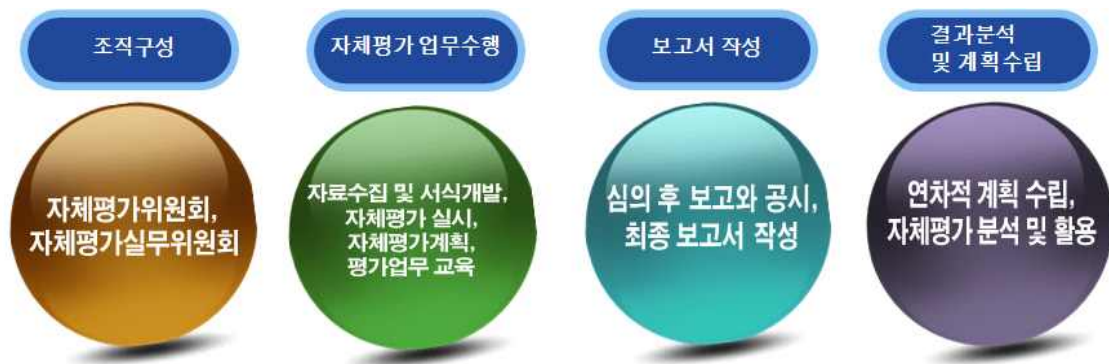 조직구성
자체평가위원회,
자체평가실무위원회
자체평가 업무수행
자료수집 및 서식개발,
자체평가 실시,
자체평가계획,
평가업무 교육
보고서 작성
심의 후 보고와 공시,
최종 보고서 작성
결과분석
및 계획수립
연차적 계획 수립,
자체평가 분석 및 활용